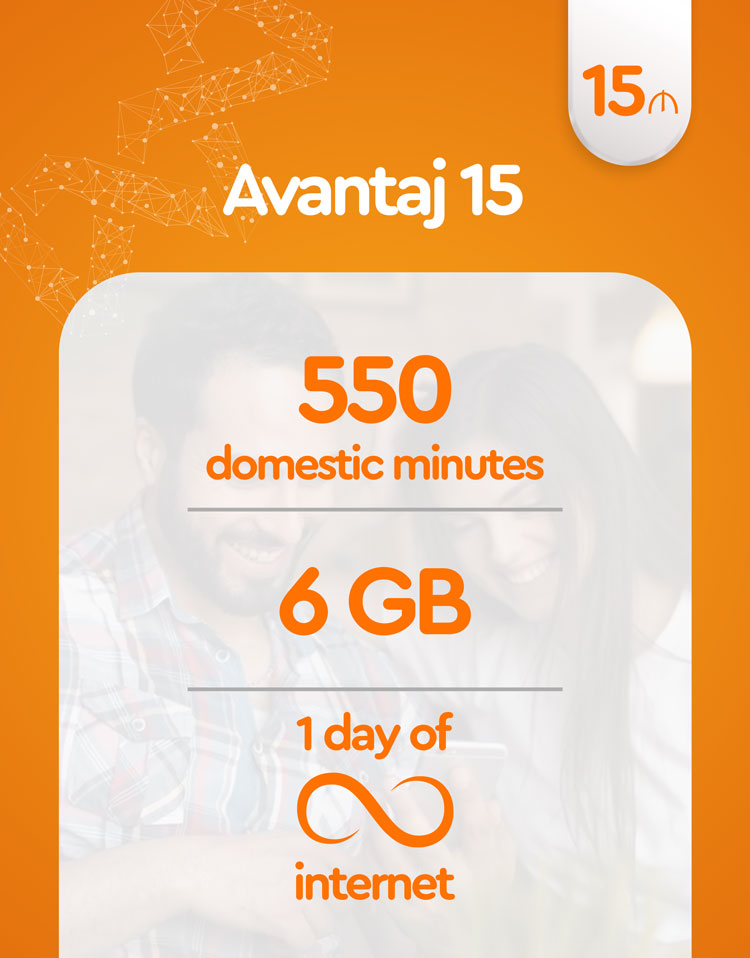 15₼
Avantaj 15
550
domestic minutes
6 GB
1 day of
∞
internet